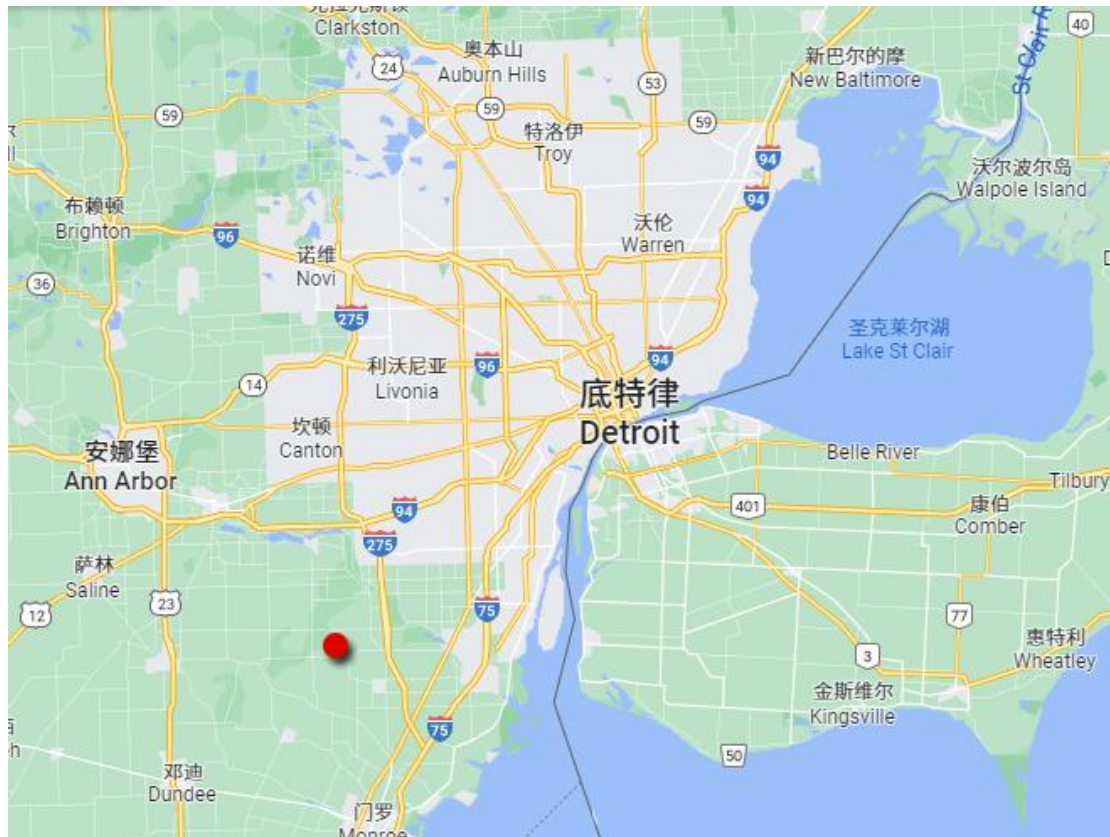 Clarkston
奥本山
Auburn Hills
新巴尔的摩
New Baltimore
St Clair R
40
24
53
59
59
59
特洛伊
Troy
94
94
沃尔波尔岛
Walpole Island
布赖顿
Brighton
96
沃伦
Warren
诺维
Novi
36
275
圣克莱尔湖
Lake St Clair
利沃尼亚
Livonia
96
94
14
底特律
Detroit
坎顿
Canton
安娜堡
Ann Arbor
Belle River
Tilbury
401
康伯
Comber
94
275
萨林
Saline
23
12
75
77
惠特利
Wheatley
3
金斯维尔
Kingsville
75
50
邓迪
Dundee
门罗
Monroe